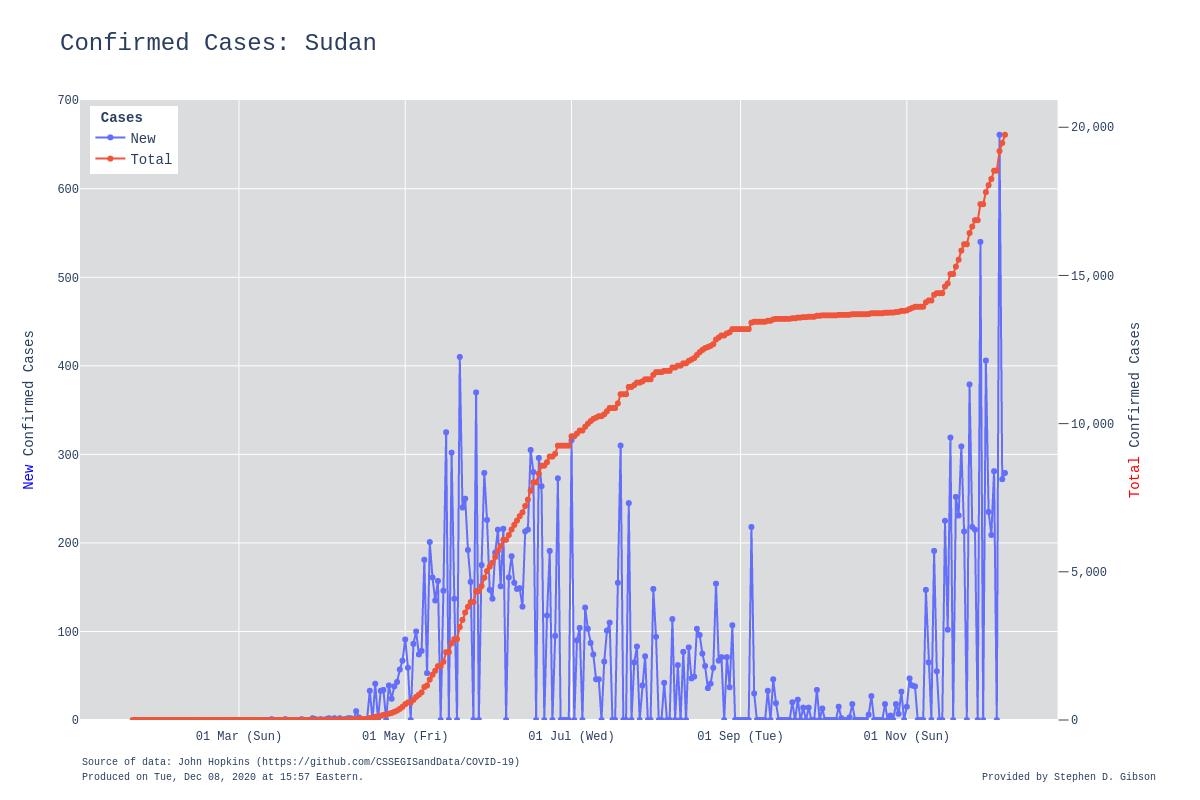 Confirmed Cases: Sudan
Cases
New
Total
700
600
500
400
300
200
100
0
New Confirmed Cases
20,000
15,000
10,000
5,000
0
Total Confirmed Cases
01 Mar (Sun)
01 May (Fri)
01 Jul (Wed)
01 Sep (Tue)
01 Nov (Sun)
Source of data: John Hopkins (https://github.com/CSSEGISandData/COVID-19)
Produced on Tue, Dec 08, 2020 at 15:57 Eastern.
Provided by Stephen D. Gibson